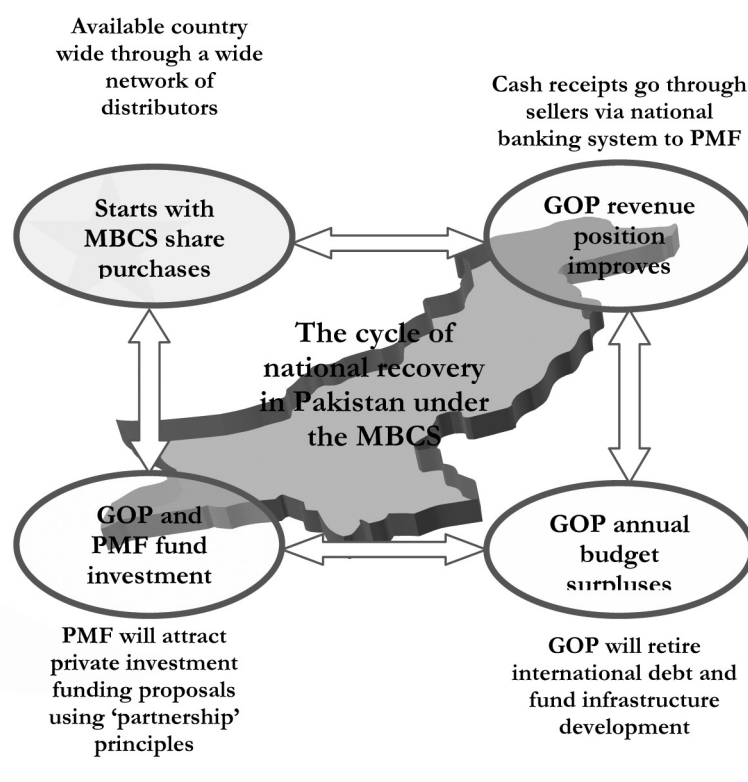 Available country
wide through a wide
network of
distributors
Cash receipts go through
sellers via national
banking system to PMF
Starts with
MBCS share
purchases
GOP revenue
position
improves
The cycle of
national recovery
in Pakistan under
the MBCS
GOP and
PMF fund
investment
GOP annual
budget
surpluses
PMF will attract
private investment
funding proposals
using ‘partnership’
principles
GOP will retire
international debt and
fund infrastructure
development